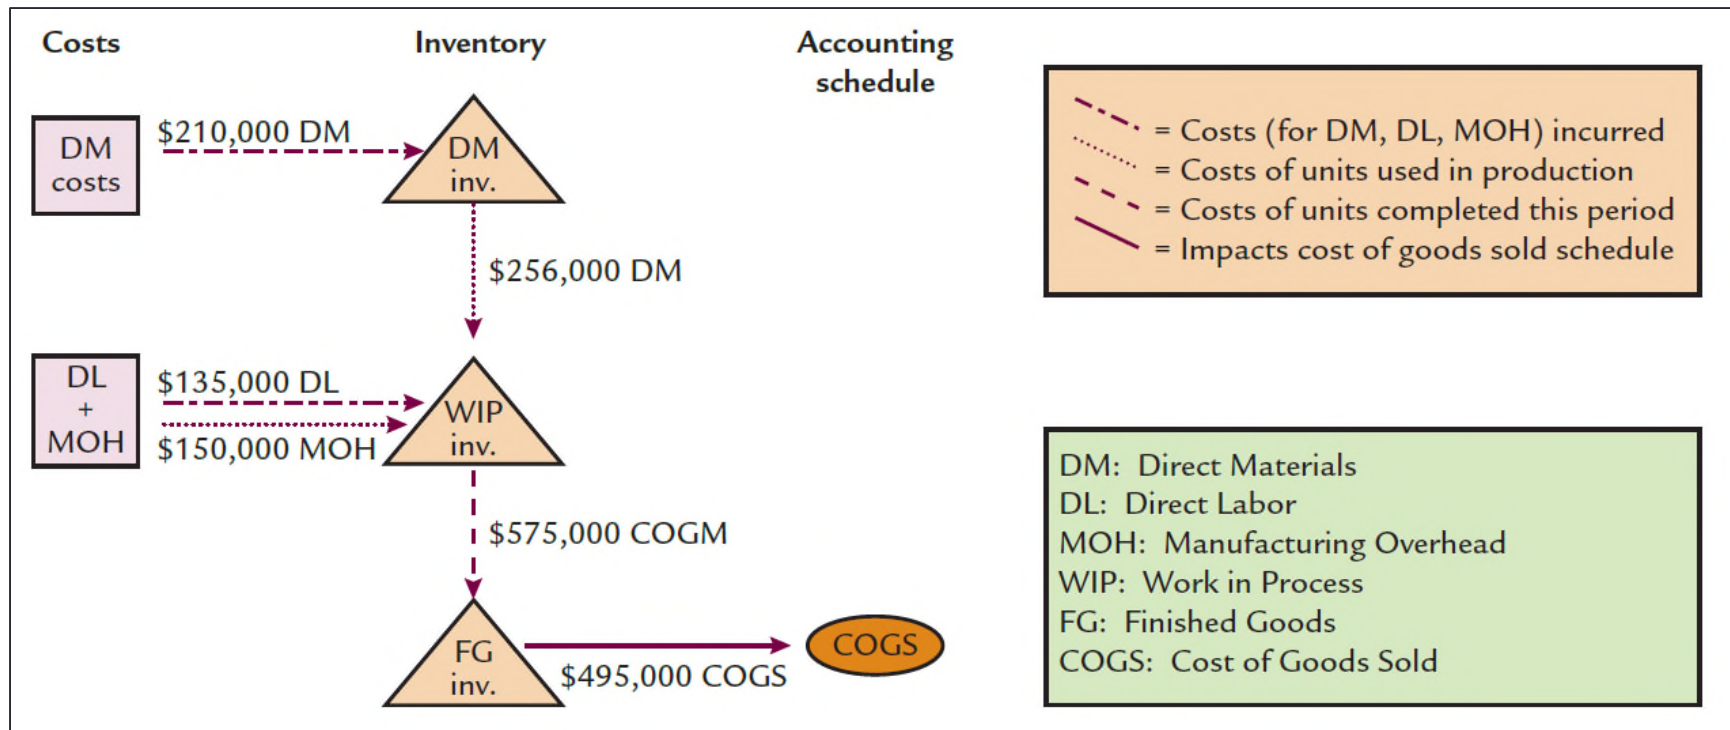 Costs
Inventory
Accounting
schedule
DM
costs
$210,000 DM
DM
inv.
$256,000 DM
DL
+
MOH
$135,000 DL
$150,000 MOH
WIP
inv.
$575,000 COGM
FG
inv.
$495,000 COGS
COGS
= Costs (for DM, DL, MOH) incurred
= Costs of units used in production
= Costs of units completed this period
= Impacts cost of goods sold schedule
DM: Direct Materials
DL: Direct Labor
MOH: Manufacturing Overhead
WIP: Work in Process
FG: Finished Goods
COGS: Cost of Goods Sold